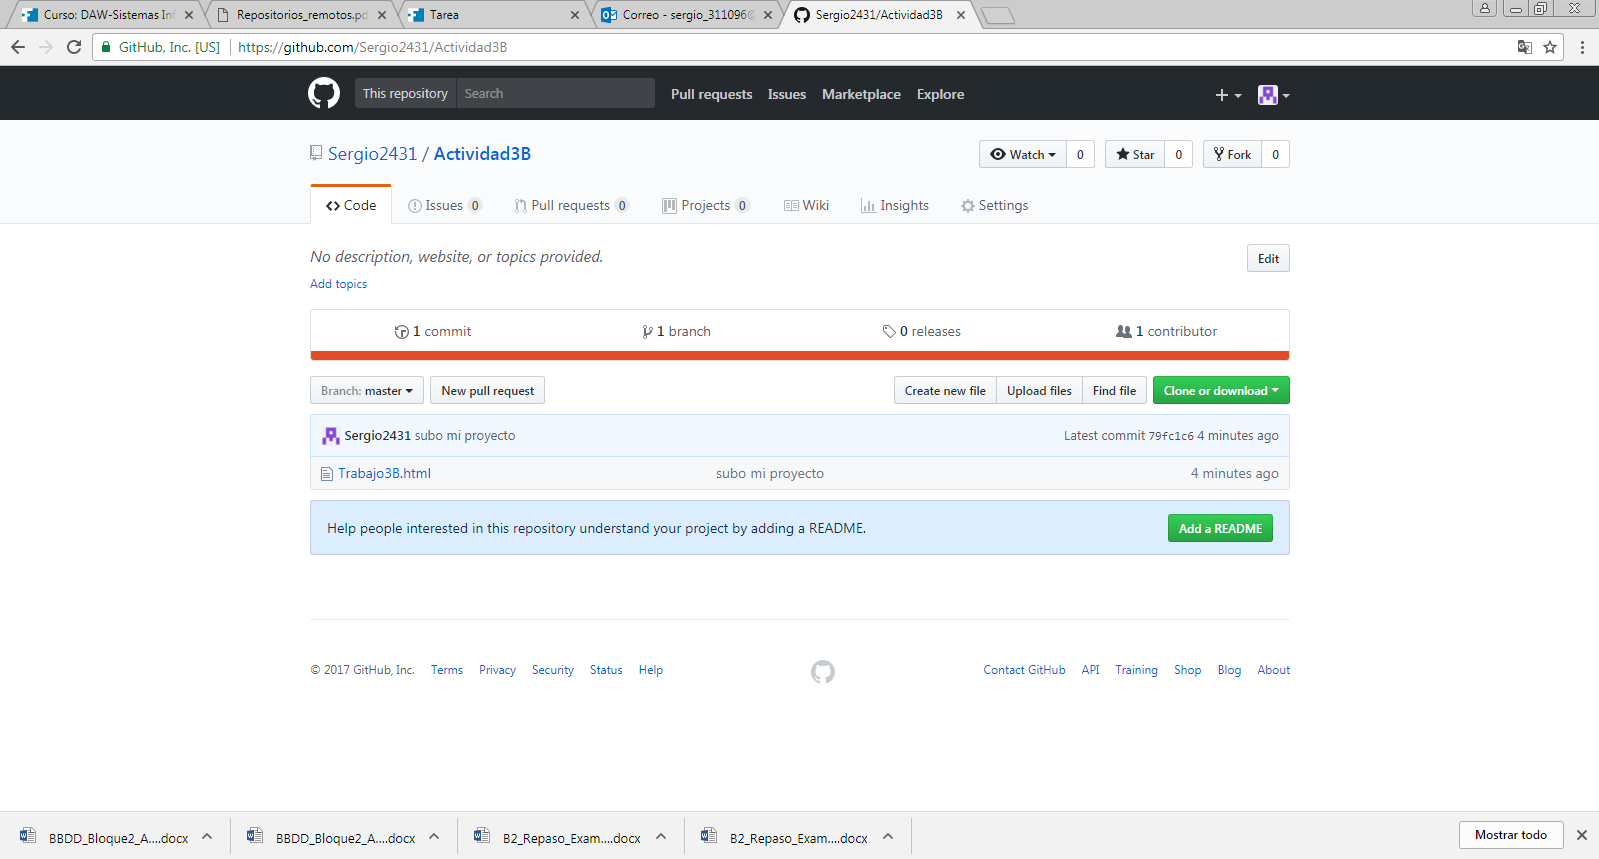 Curso: DAW-Sistemas Inf
Repositorios_remotos.pd
Tarea
Correo - sergio_311096@
Sergio2431/Actividad3B
GitHub, Inc. [US]
https://github.com/Sergio2431/Actividad3B
This repository
Search
Pull requests
Issues
Marketplace
Explore
Sergio2431 / Actividad3B
Watch 0
Star 0
Fork 0
Code
Issues 0
Pull requests 0
Projects 0
Wiki
Insights
Settings
No description, website, or topics provided.
Edit
Add topics
1 commit
1 branch
0 releases
1 contributor
Branch: master
New pull request
Create new file
Upload files
Find file
Clone or download
Sergio2431 subo mi proyecto
Latest commit 79fc1c6 4 minutes ago
Trabajo3B.html
subo mi proyecto
4 minutes ago
Help people interested in this repository understand your project by adding a README.
Add a README
© 2017 GitHub, Inc.
Terms
Privacy
Security
Status
Help
Contact GitHub
API
Training
Shop
Blog
About
BBDD_Bloque2_A....docx
BBDD_Bloque2_A....docx
B2_Repaso_Exam....docx
B2_Repaso_Exam....docx
Mostrar todo